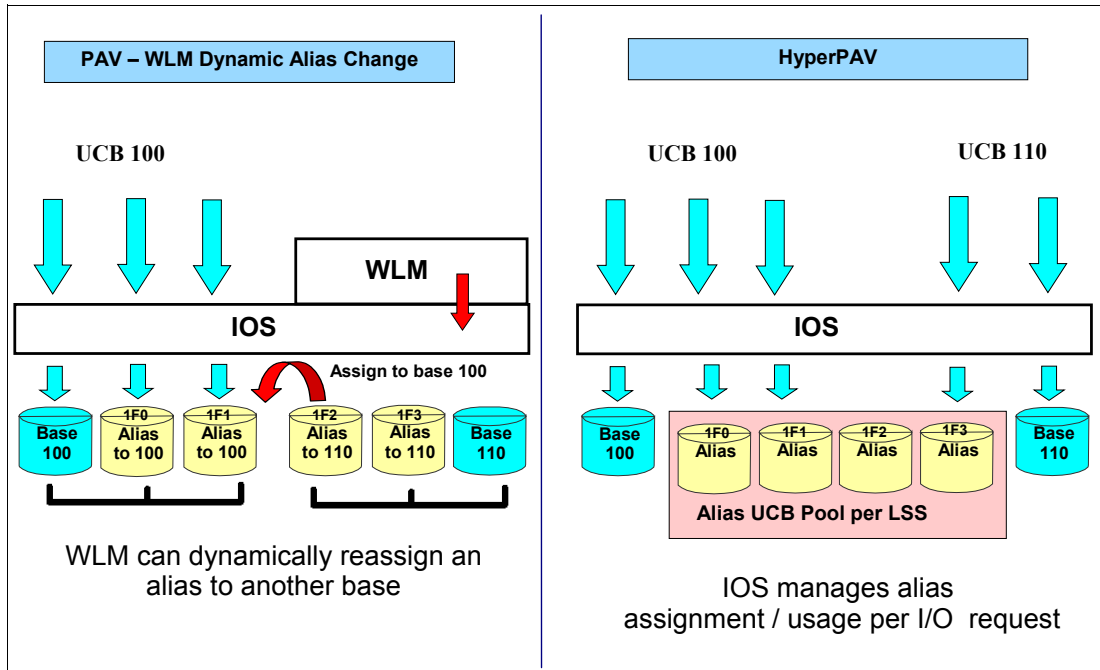 PAV – WLM Dynamic Alias Change
UCB 100
WLM
IOS
Assign to base 100
Base
100
1F0
Alias
to 100
1F1
Alias
to 100
1F2
Alias
to 110
1F3
Alias
to 110
Base
110
WLM can dynamically reassign an
alias to another base
HyperPAV
UCB 100
UCB 110
IOS
Base
100
1F0
Alias
1F1
Alias
1F2
Alias
1F3
Alias
Base
110
Alias UCB Pool per LSS
IOS manages alias
assignment / usage per I/O request